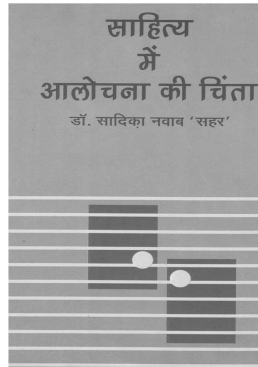 साहित्य
में
आलोचना की चिंता
डॉ. सादिक़ा नवाब 'सहर'